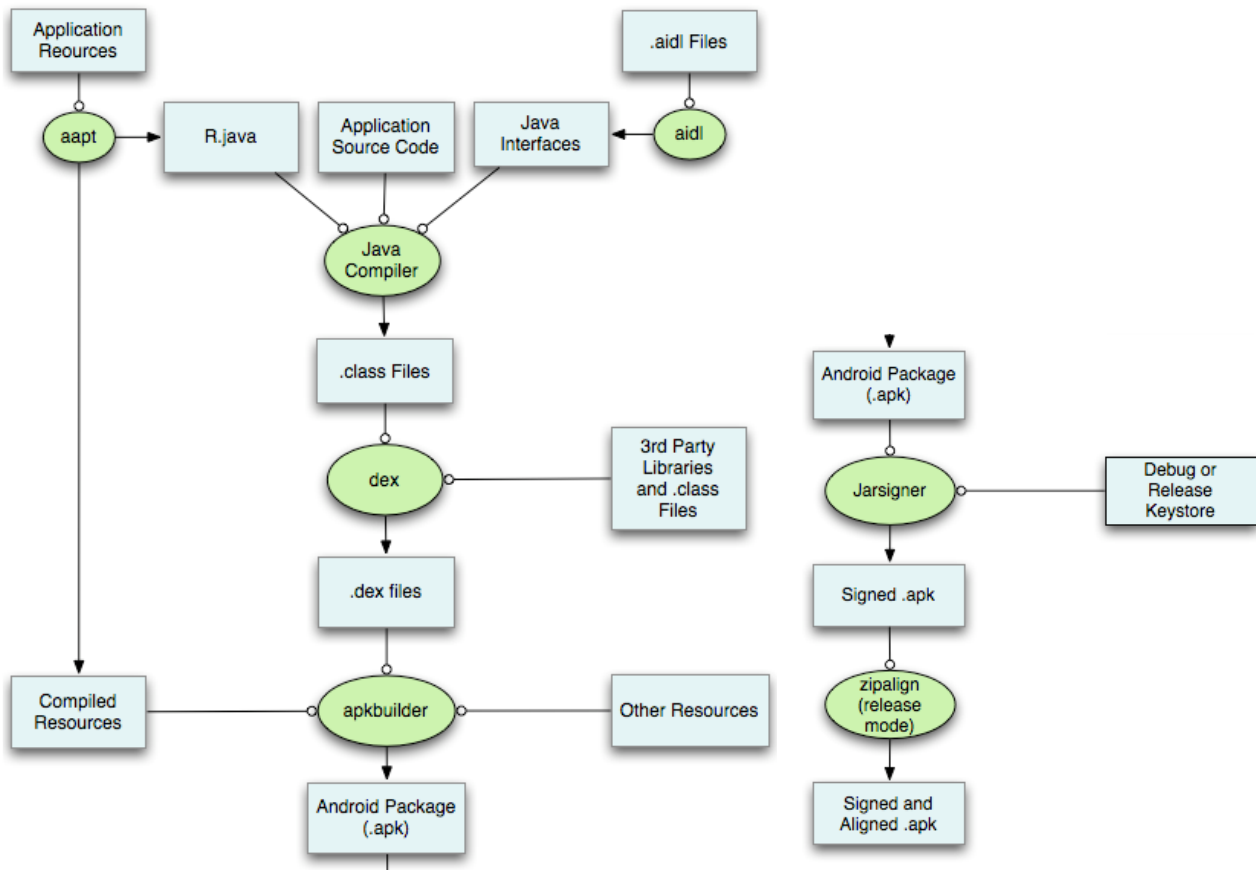 Application
Reources
.aidl Files
aapt
R.java
Application
Source Code
Java
Interfaces
aidl
Java
Compiler
.class Files
dex
3rd Party
Libraries
and .class
Files
.dex files
Compiled
Resources
apkbuilder
Other Resources
Android Package
(.apk)
Android Package
(.apk)
Jarsigner
Debug or
Release
Keystore
Signed .apk
zipalign
(release
mode)
Signed and
Aligned .apk